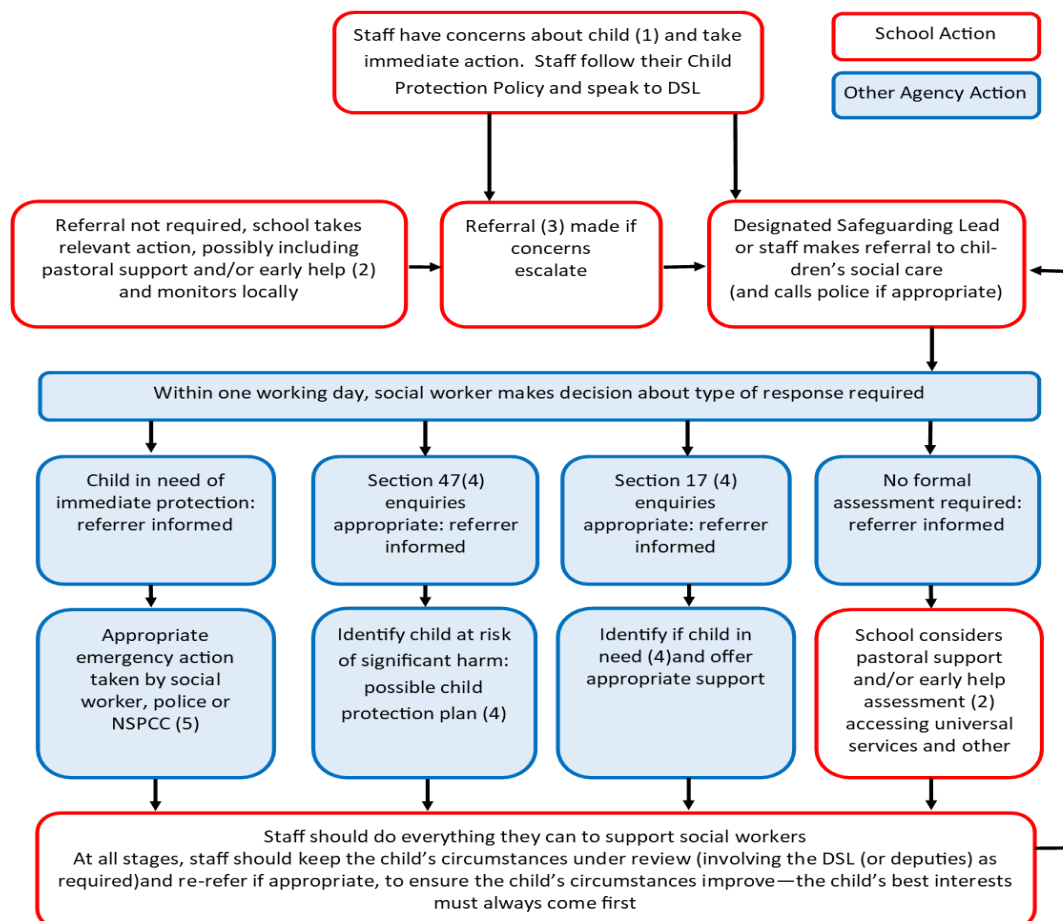 Staff have concerns about child (1) and take
immediate action.  Staff follow their Child
Protection Policy and speak to DSL
School Action
Other Agency Action
Referral not required, school takes
relevant action, possibly including
pastoral support and/or early help (2)
and monitors locally
Referral (3) made if
concerns
escalate
Designated Safeguarding Lead
or staff makes referral to chil-
dren’s social care
(and calls police if appropriate)
Within one working day, social worker makes decision about type of response required
Child in need of
immediate protection:
referrer informed
Section 47(4)
enquiries
appropriate: referrer
informed
Section 17 (4)
enquiries
appropriate: referrer
informed
No formal
assessment required:
referrer informed
Appropriate
emergency action
taken by social
worker, police or
NSPCC (5)
Identify child at risk
of significant harm:
possible child
protection plan (4)
Identify if child in
need (4)and offer
appropriate support
School considers
pastoral support
and/or early help
assessment (2)
accessing universal
services and other
Staff should do everything they can to support social workers
At all stages, staff should keep the child’s circumstances under review (involving the DSL (or deputies) as
required)and re-refer if appropriate, to ensure the child’s circumstances improve—the child’s best interests
must always come first